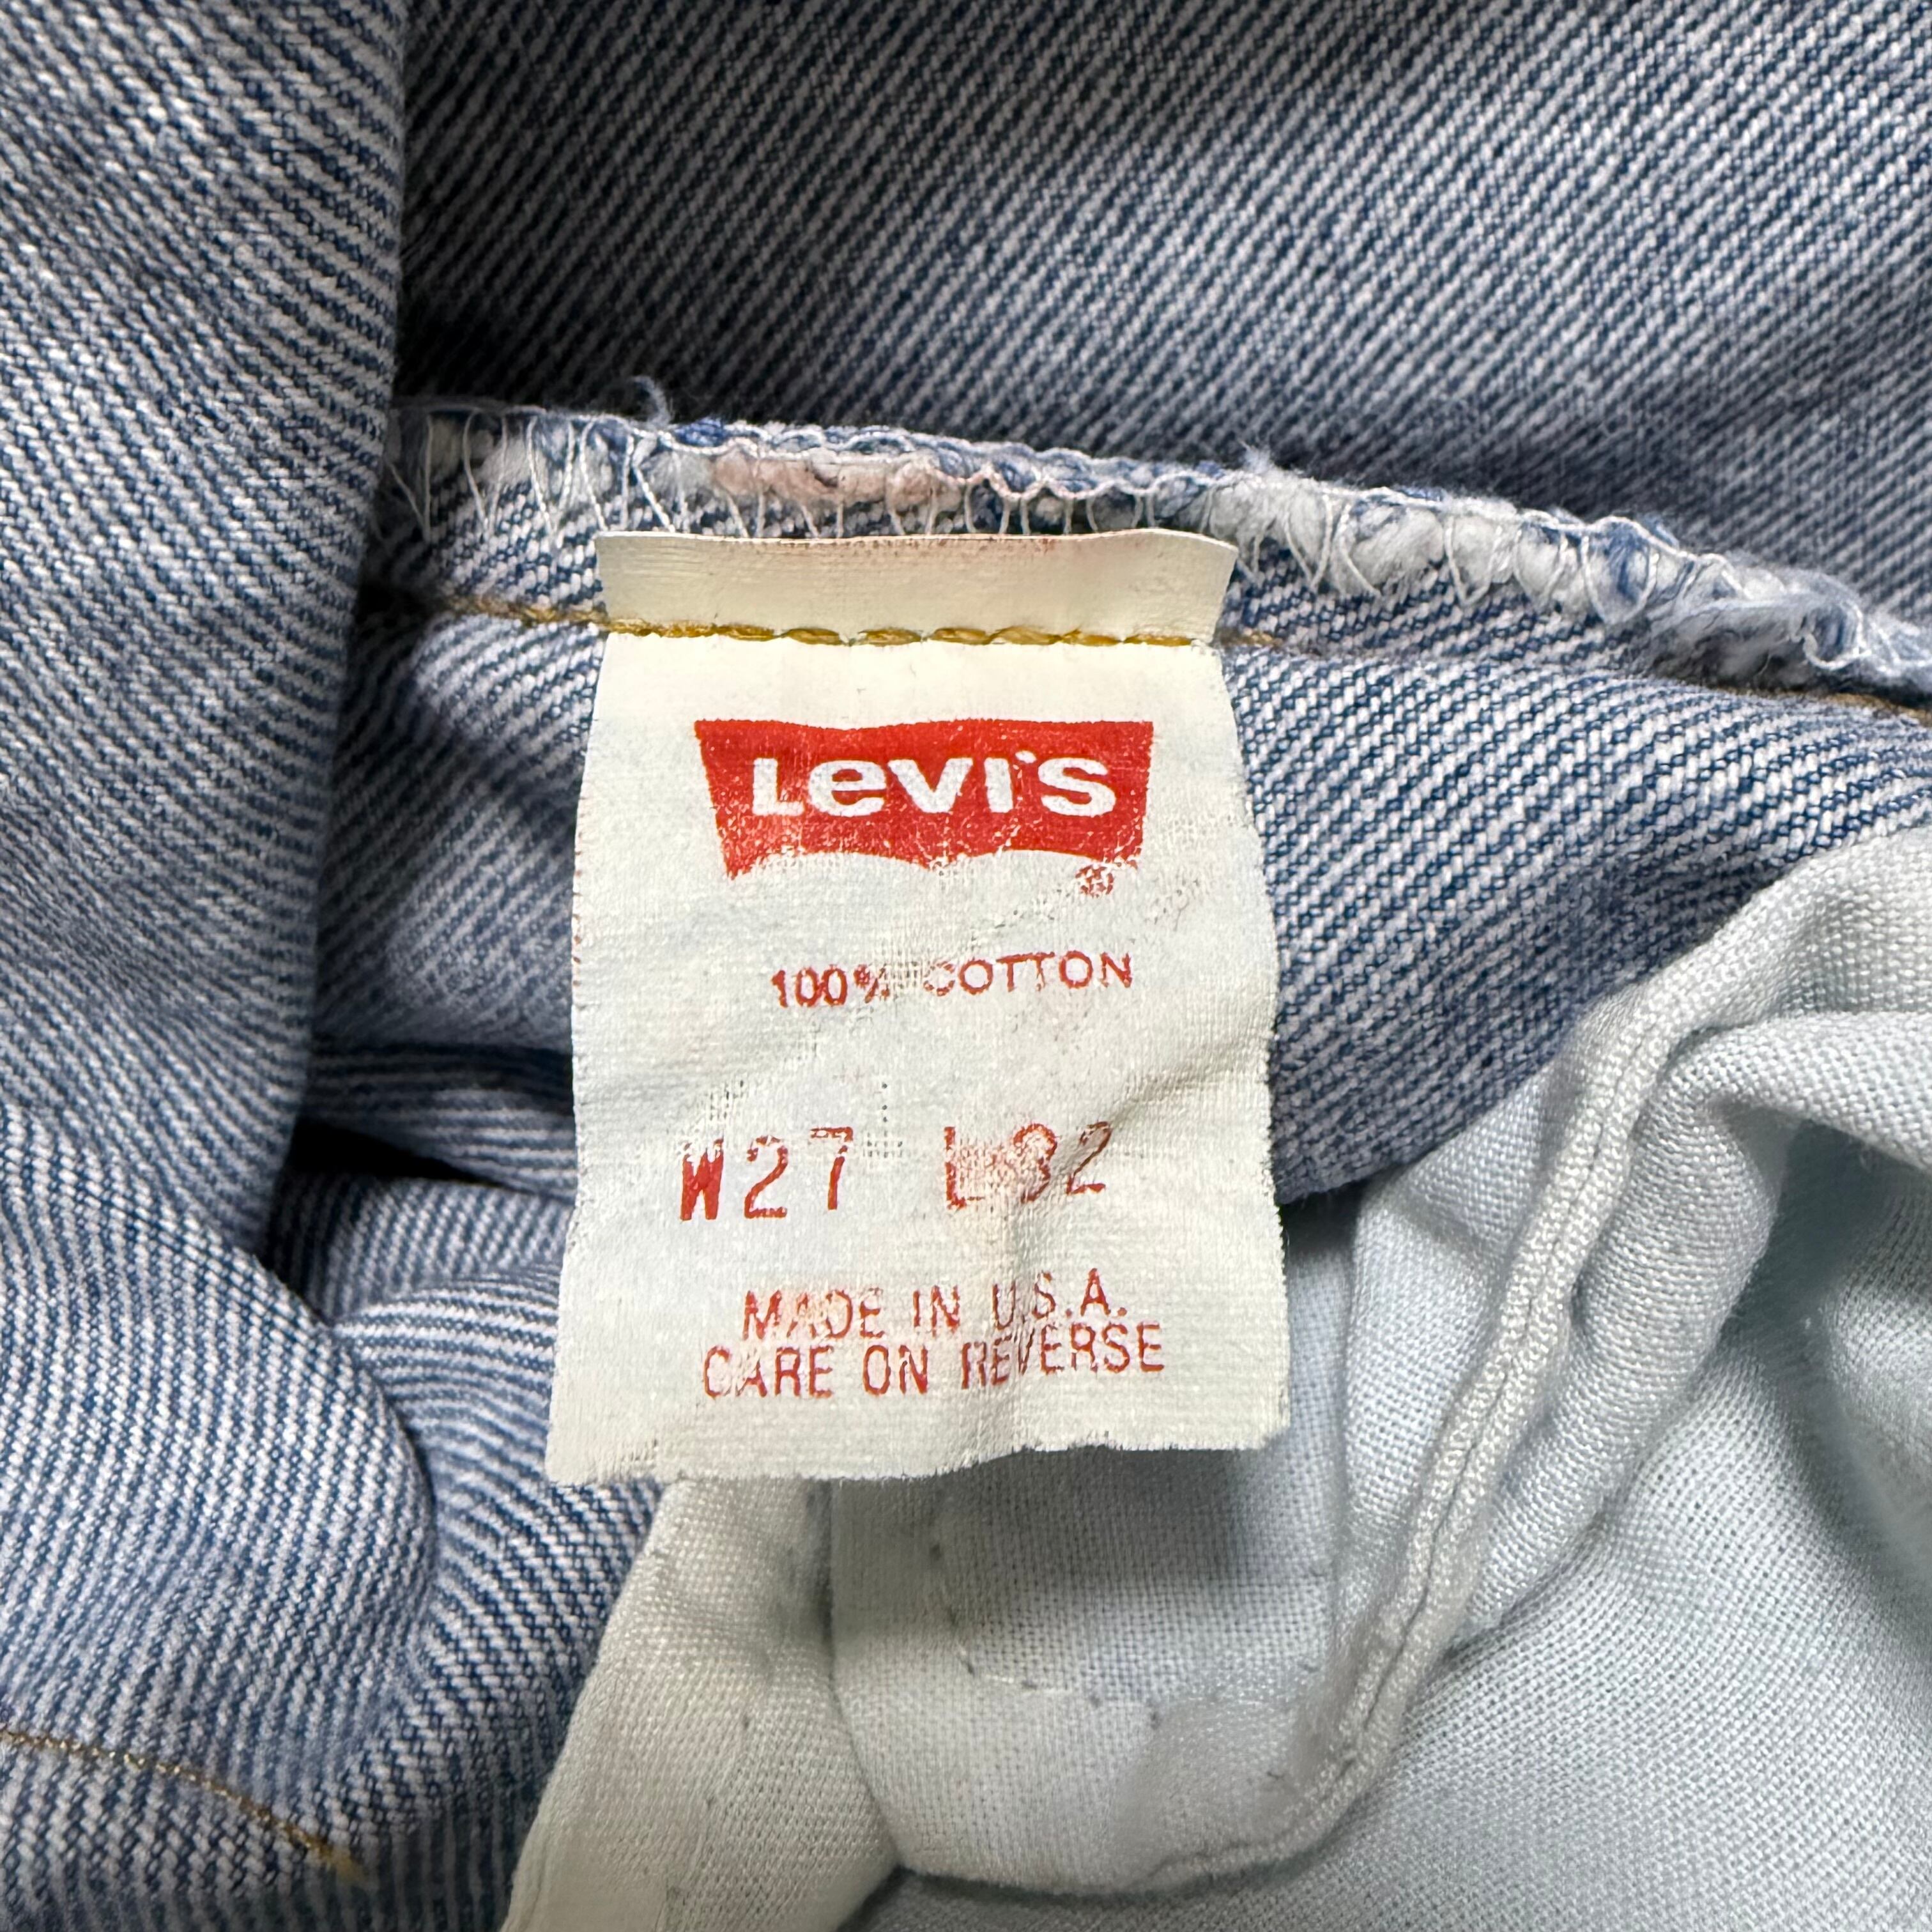 Levi's
®
100% COTTON
W27 L32
MADE IN U.S.A.
CARE ON REVERSE